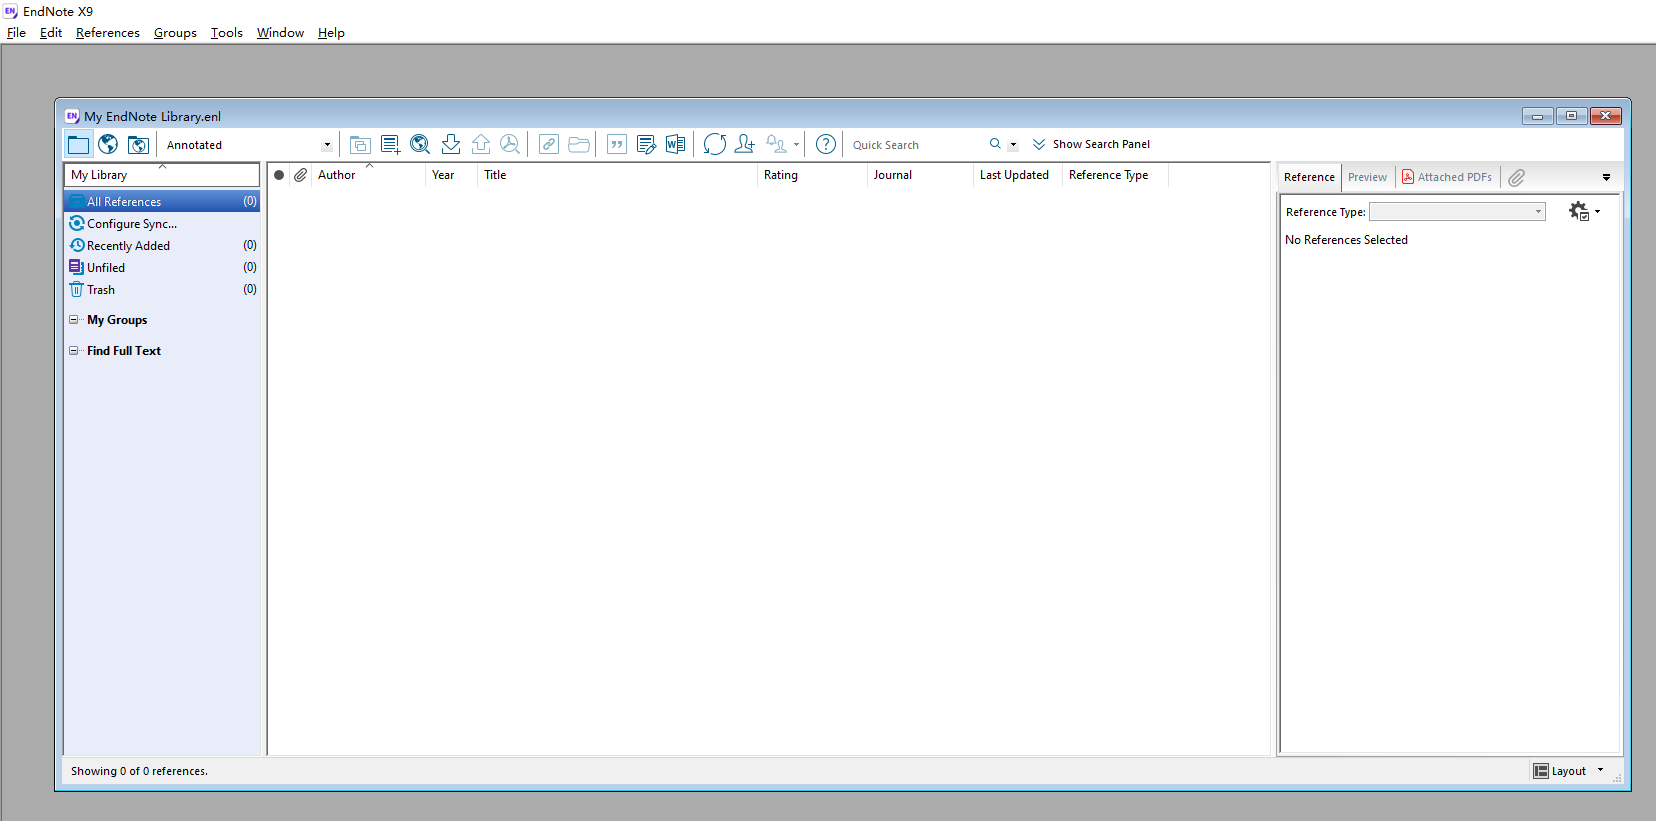 EndNote X9
File Edit References Groups Tools Window Help
My EndNote Library.enl
Annotated
Quick Search
Show Search Panel
My Library
All References (0)
Configure Sync...
Recently Added (0)
Unfiled (0)
Trash (0)
My Groups
Find Full Text
Author Year Title Rating Journal Last Updated Reference Type
Reference Preview Attached PDFs
Reference Type:
No References Selected
Showing 0 of 0 references.
Layout